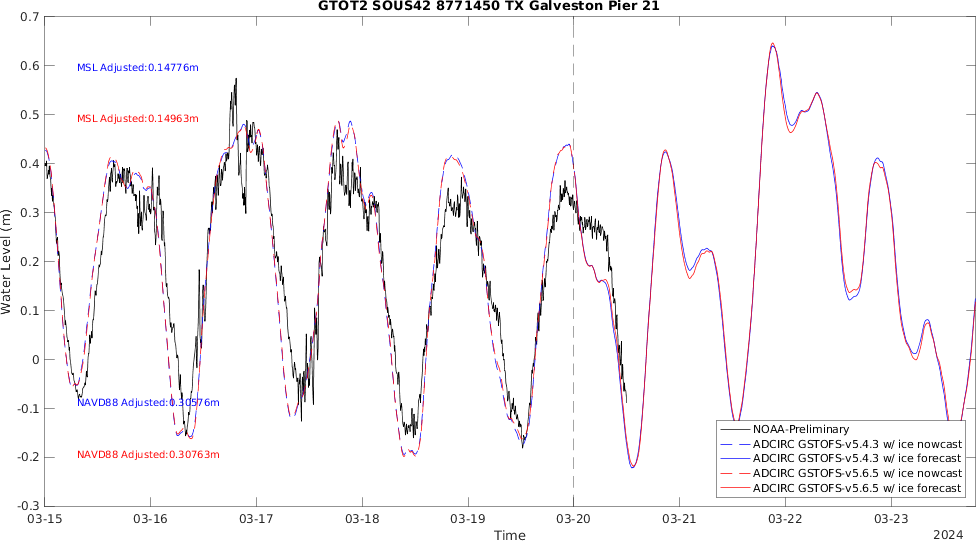 GTOT2 SOUS42 8771450 TX Galveston Pier 21
0.7
0.6
0.5
0.4
0.3
0.2
0.1
0
-0.1
-0.2
-0.3
Water Level (m)
MSL Adjusted:0.14776m
MSL Adjusted:0.14963m
NAVD88 Adjusted:0.30576m
NAVD88 Adjusted:0.30763m
NOAA-Preliminary
ADCIRC GSTOFS-v5.4.3 w/ ice nowcast
ADCIRC GSTOFS-v5.4.3 w/ ice forecast
ADCIRC GSTOFS-v5.6.5 w/ ice nowcast
ADCIRC GSTOFS-v5.6.5 w/ ice forecast
03-15 03-16 03-17 03-18 03-19 03-20 03-21 03-22 03-23
Time
2024